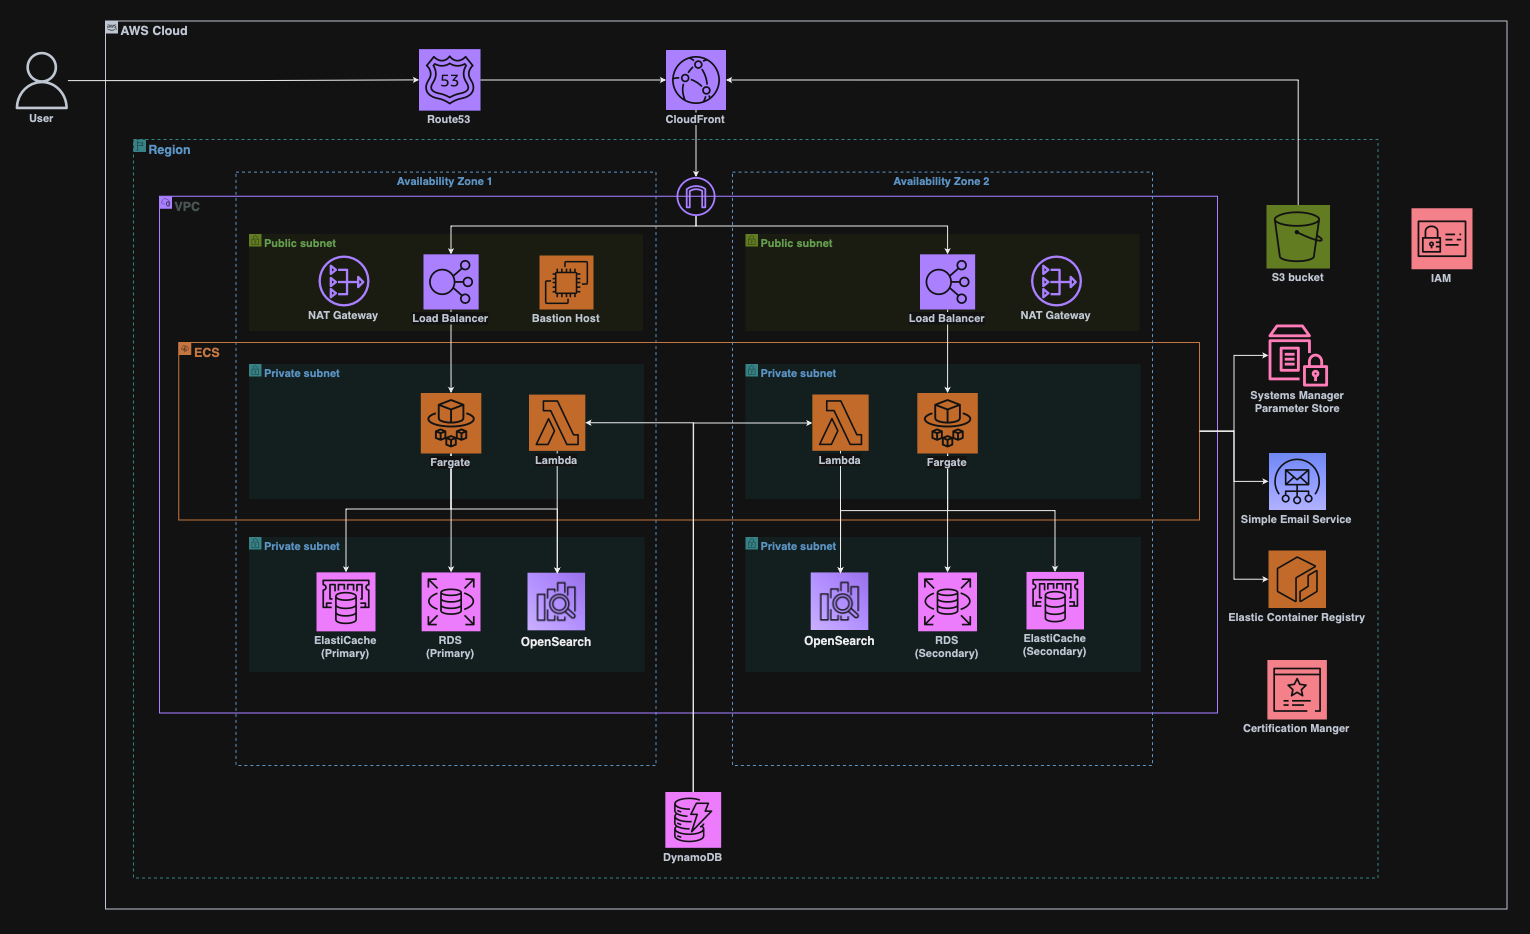 aws
AWS Cloud
User
53
Route53
CloudFront
Region
Availability Zone 1
Availability Zone 2
VPC
Public subnet
Public subnet
NAT Gateway
Load Balancer
Bastion Host
Load Balancer
NAT Gateway
S3 bucket
IAM
ECS
Private subnet
Private subnet
Fargate
Lambda
Lambda
Fargate
Systems Manager
Parameter Store
Simple Email Service
Private subnet
Private subnet
ElastiCache
(Primary)
RDS
(Primary)
OpenSearch
OpenSearch
RDS
(Secondary)
ElastiCache
(Secondary)
Elastic Container Registry
Certification Manger
DynamoDB